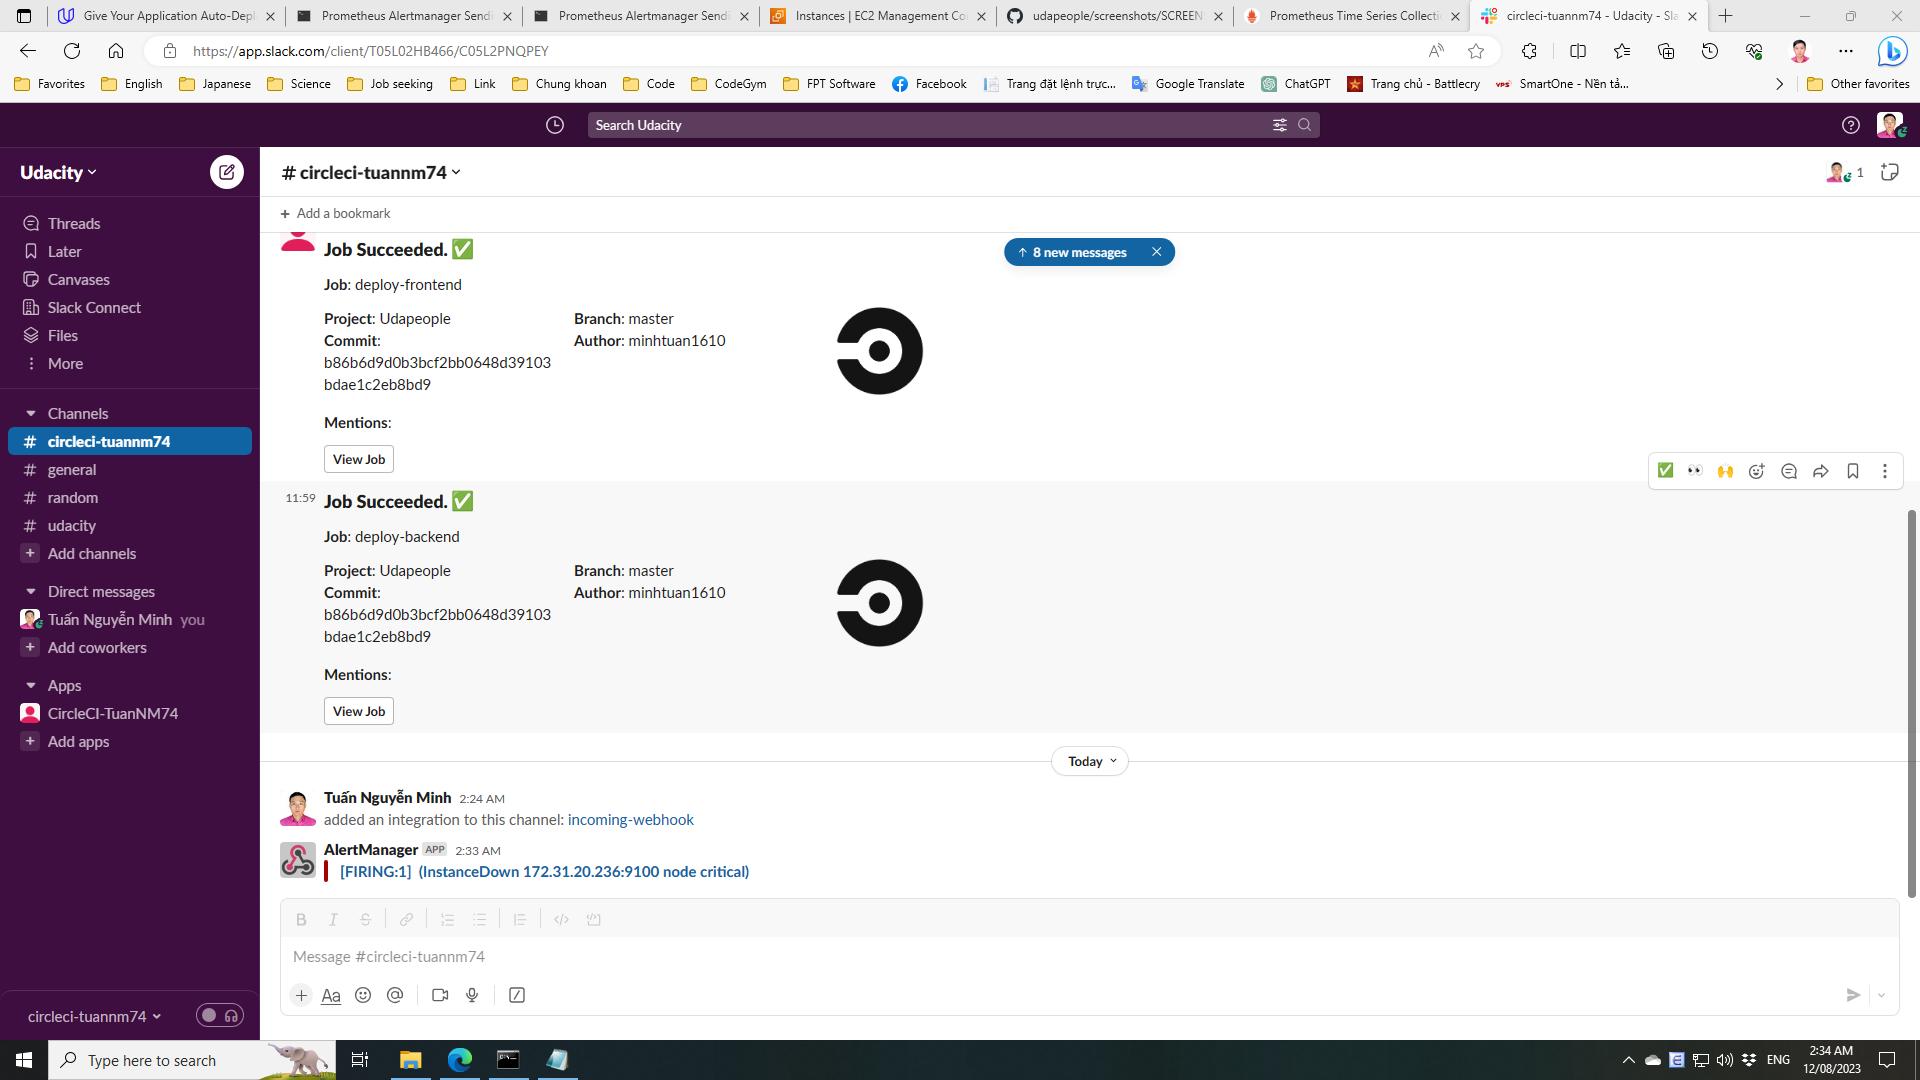 Give Your Application Auto-Depl
Prometheus Alertmanager Sendi
Prometheus Alertmanager Sendi
Instances | EC2 Management Co
udapeople/screenshots/SCREEN
Prometheus Time Series Collecti
circleci-tuannm74 - Udacity - Sla
https://app.slack.com/client/T05L02HB466/C05L2PNQPEY
Favorites
English
Japanese
Science
Job seeking
Link
Chung khoan
Code
CodeGym
FPT Software
Facebook
Trang đặt lệnh trực...
Google Translate
ChatGPT
Trang chủ - Battlecry
VPS SmartOne - Nền tả...
Other favorites
Search Udacity
Udacity
# circleci-tuannm74
1
+ Add a bookmark
Threads
Later
Canvases
Slack Connect
Files
More
Channels
# circleci-tuannm74
# general
# random
# udacity
+ Add channels
Direct messages
Tuấn Nguyễn Minh you
+ Add coworkers
Apps
CircleCI-TuanNM74
+ Add apps
circleci-tuannm74
↑ 8 new messages
Job Succeeded. ✅
Job: deploy-frontend
Project: Udapeople
Branch: master
Commit:
Author: minhtuan1610
b86b6d9d0b3bcf2bb0648d39103
bdae1c2eb8bd9
Mentions:
View Job
11:59 Job Succeeded. ✅
Job: deploy-backend
Project: Udapeople
Branch: master
Commit:
Author: minhtuan1610
b86b6d9d0b3bcf2bb0648d39103
bdae1c2eb8bd9
Mentions:
View Job
Today
Tuấn Nguyễn Minh 2:24 AM
added an integration to this channel: incoming-webhook
AlertManager APP 2:33 AM
[FIRING:1] (InstanceDown 172.31.20.236:9100 node critical)
B I S
Message #circleci-tuannm74
+ Aa @
Type here to search
ENG
2:34 AM
12/08/2023